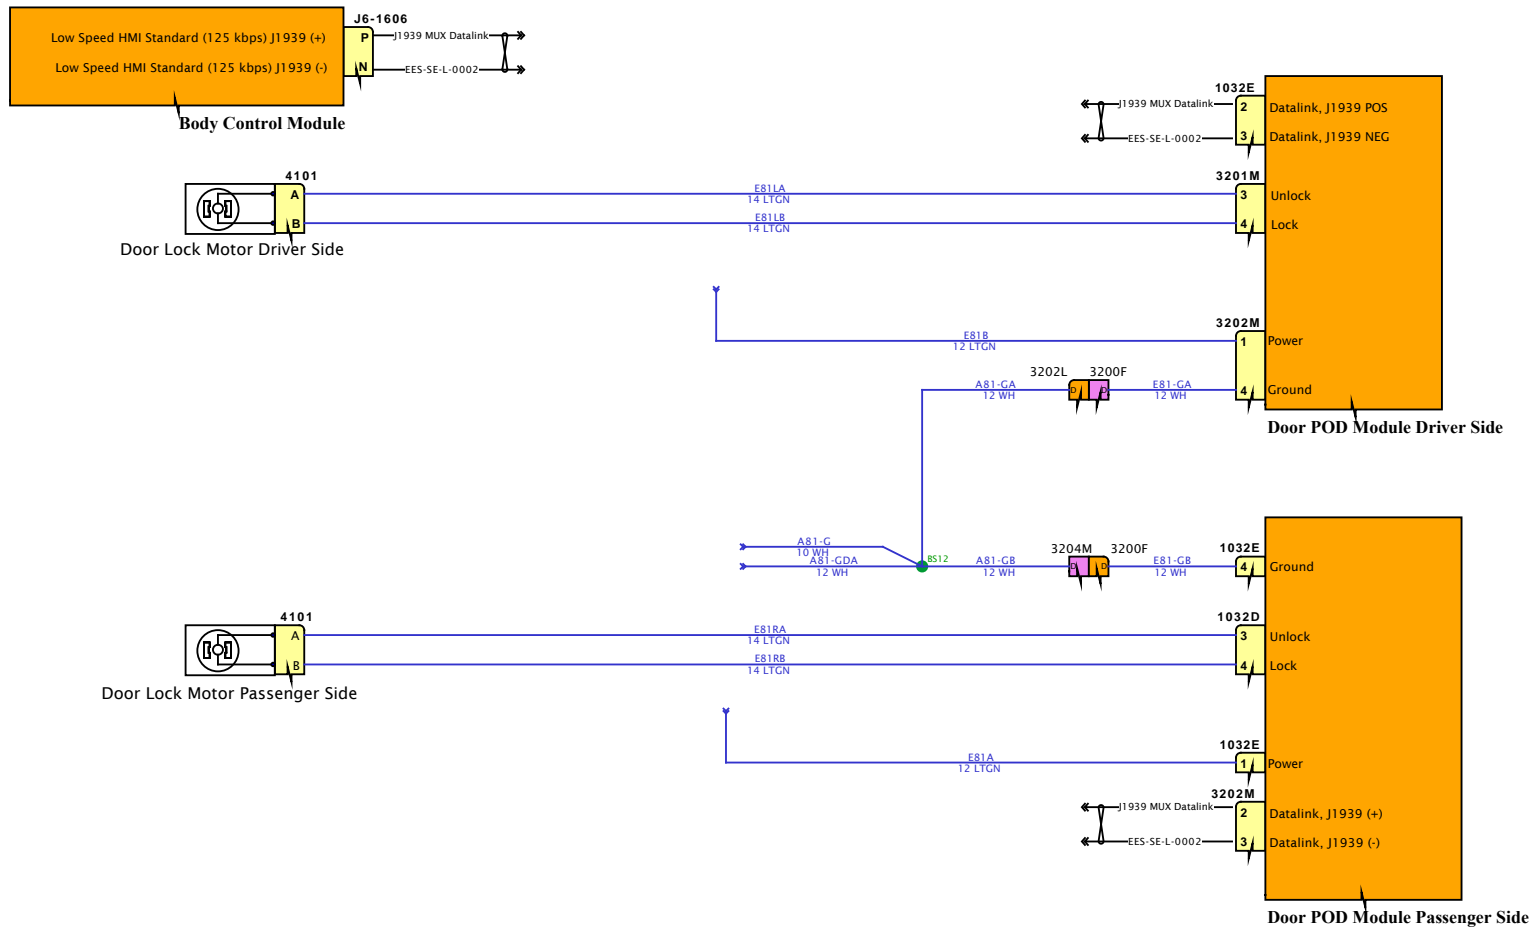 J6-1606
Low Speed HMI Standard (125 kbps) J1939 (+)
P
J1939 MUX Datalink
Low Speed HMI Standard (125 kbps) J1939 (-)
N
EES-SE-L-0002
Body Control Module
1032E
J1939 MUX Datalink
2
Datalink, J1939 POS
EES-SE-L-0002
3
Datalink, J1939 NEG
4101
3201M
A
E81LA
14 LTGN
3
Unlock
B
E81LB
14 LTGN
4
Lock
Door Lock Motor Driver Side
3202M
E81B
12 LTGN
1
Power
3202L
3200F
A81-GA
12 WH
D
D
E81-GA
12 WH
4
Ground
Door POD Module Driver Side
A81-G
10 WH
A81-GDA
12 WH
BS12
A81-GB
12 WH
3204M
3200F
D
D
E81-GB
12 WH
1032E
4
Ground
4101
1032D
A
E81RA
14 LTGN
3
Unlock
B
E81RB
14 LTGN
4
Lock
Door Lock Motor Passenger Side
1032E
E81A
12 LTGN
1
Power
3202M
J1939 MUX Datalink
2
Datalink, J1939 (+)
EES-SE-L-0002
3
Datalink, J1939 (-)
Door POD Module Passenger Side